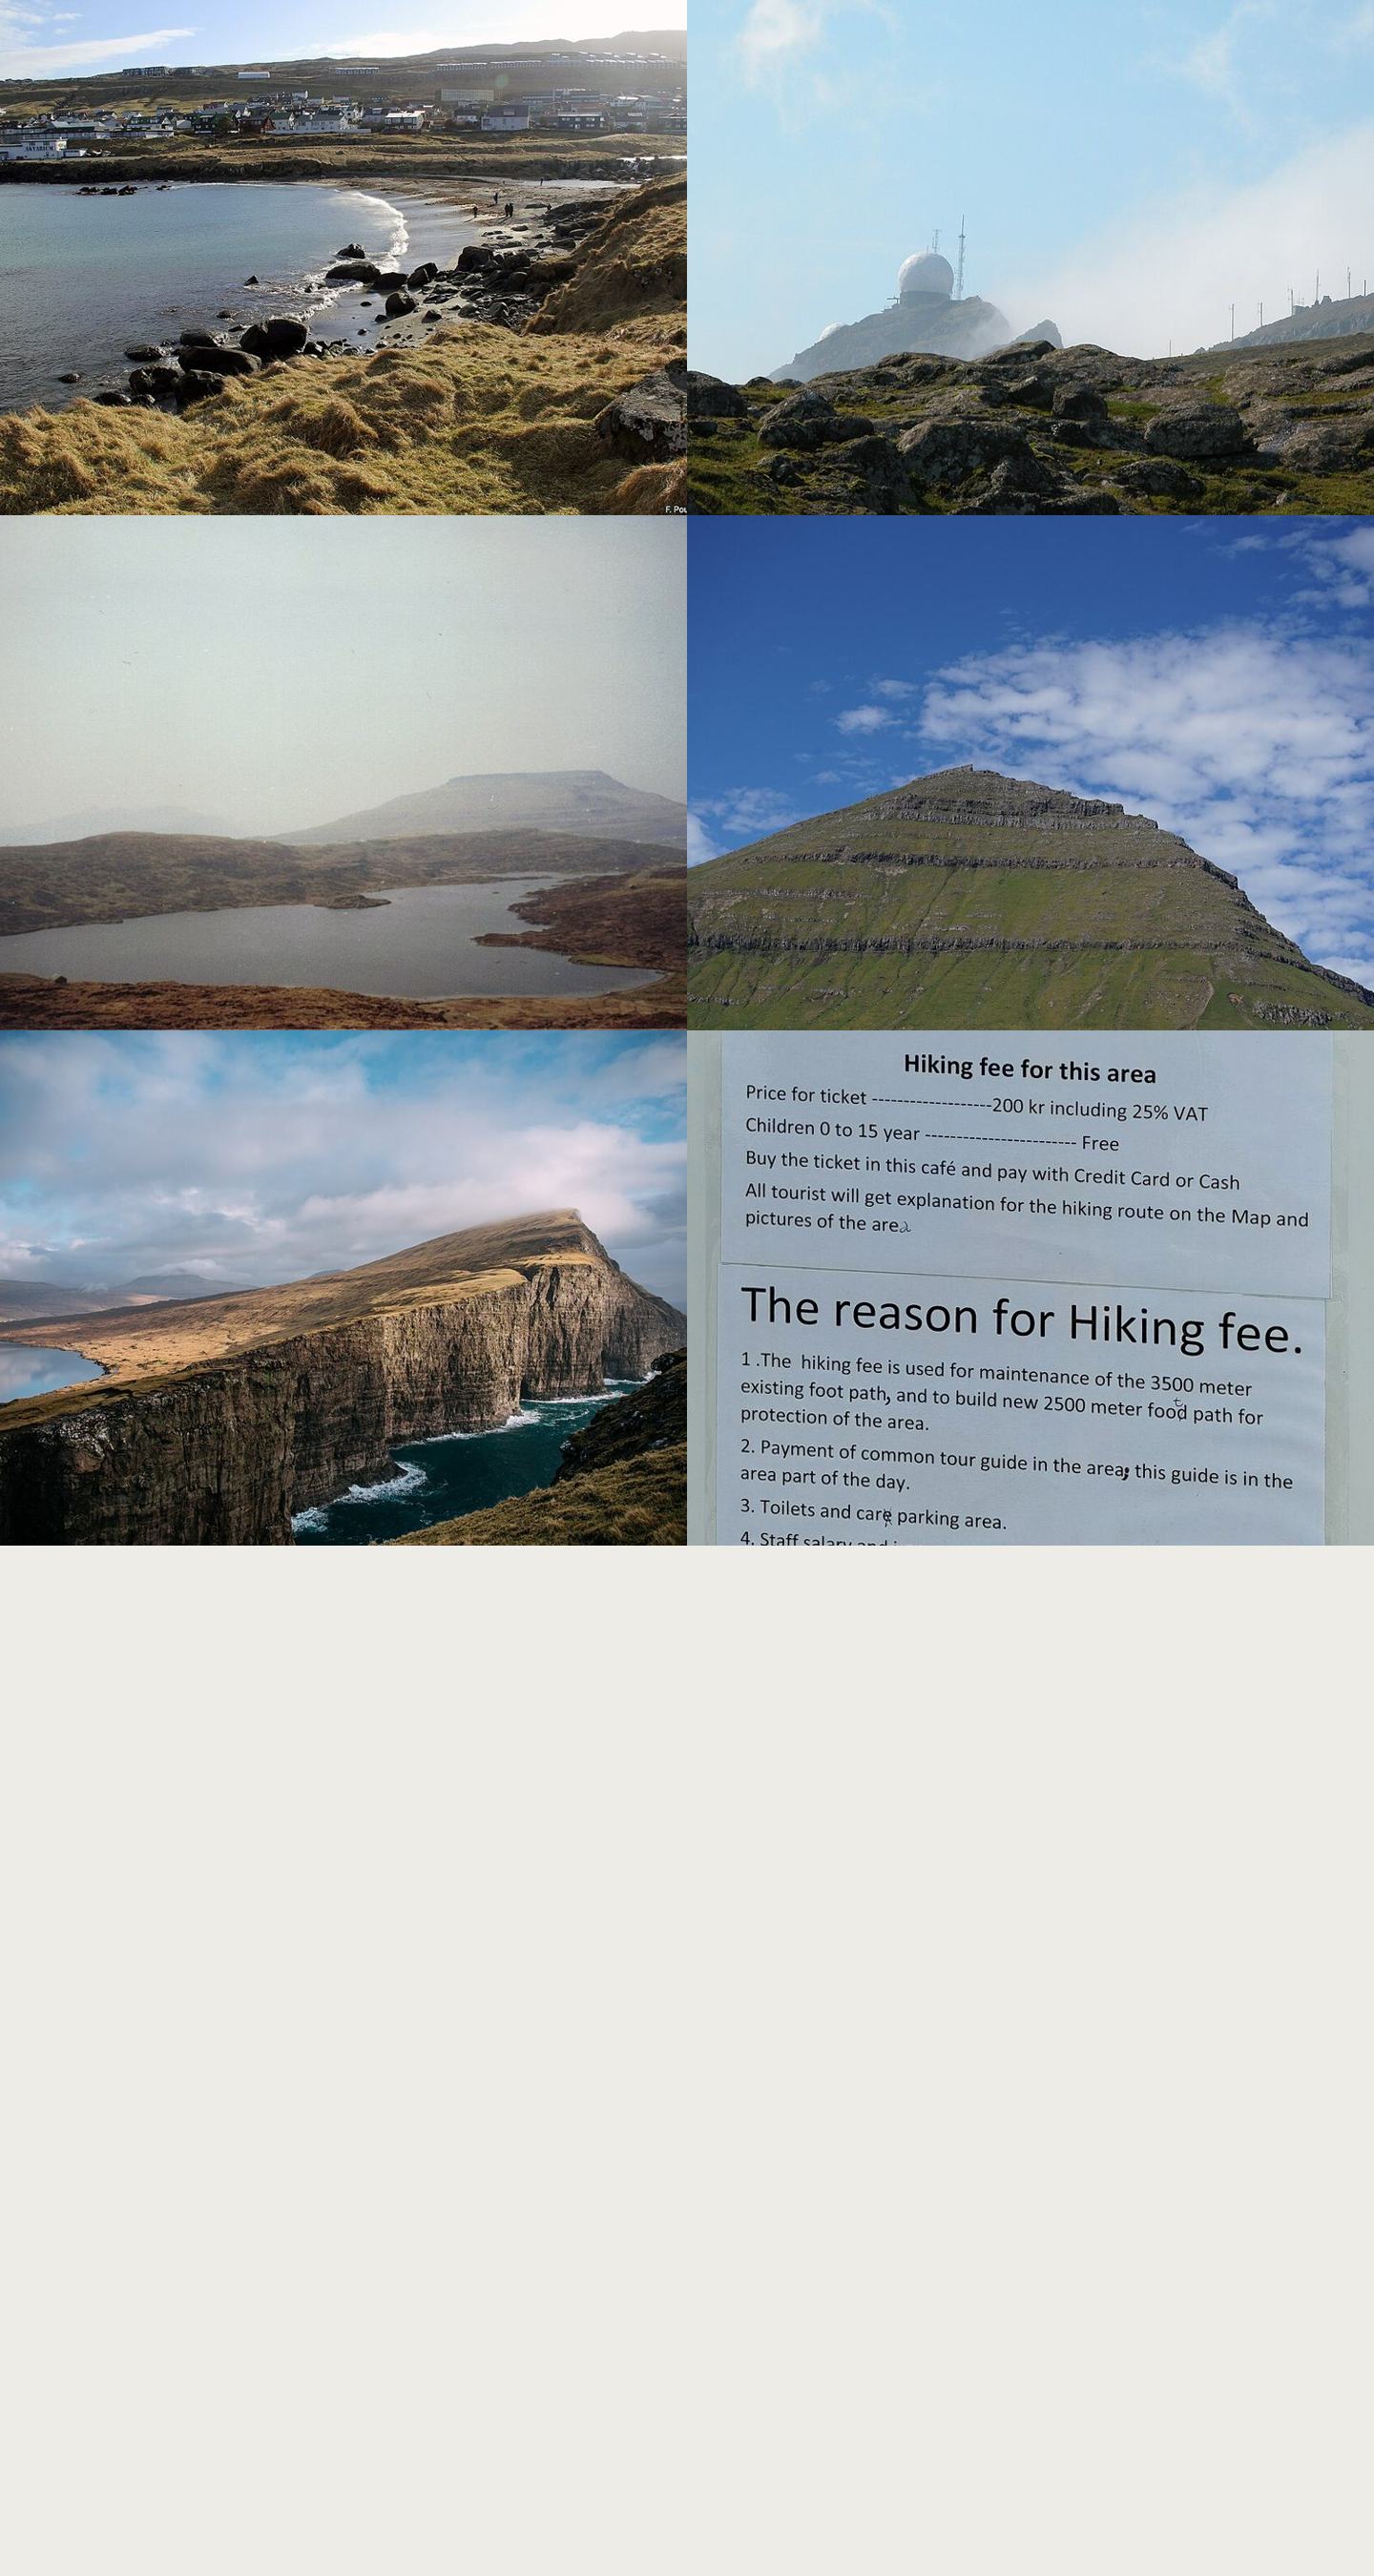 F. Pou
Hiking fee for this area
Price for ticket -------------------200 kr including 25% VAT
Children 0 to 15 year ------------------------ Free
Buy the ticket in this café and pay with Credit Card or Cash
All tourist will get explanation for the hiking route on the Map and
pictures of the area
The reason for Hiking fee.
1 .The hiking fee is used for maintenance of the 3500 meter
existing foot path, and to build new 2500 meter food path for
protection of the area.
2. Payment of common tour guide in the area; this guide is in the
area part of the day.
3. Toilets and care parking area.
4. Staff salary and